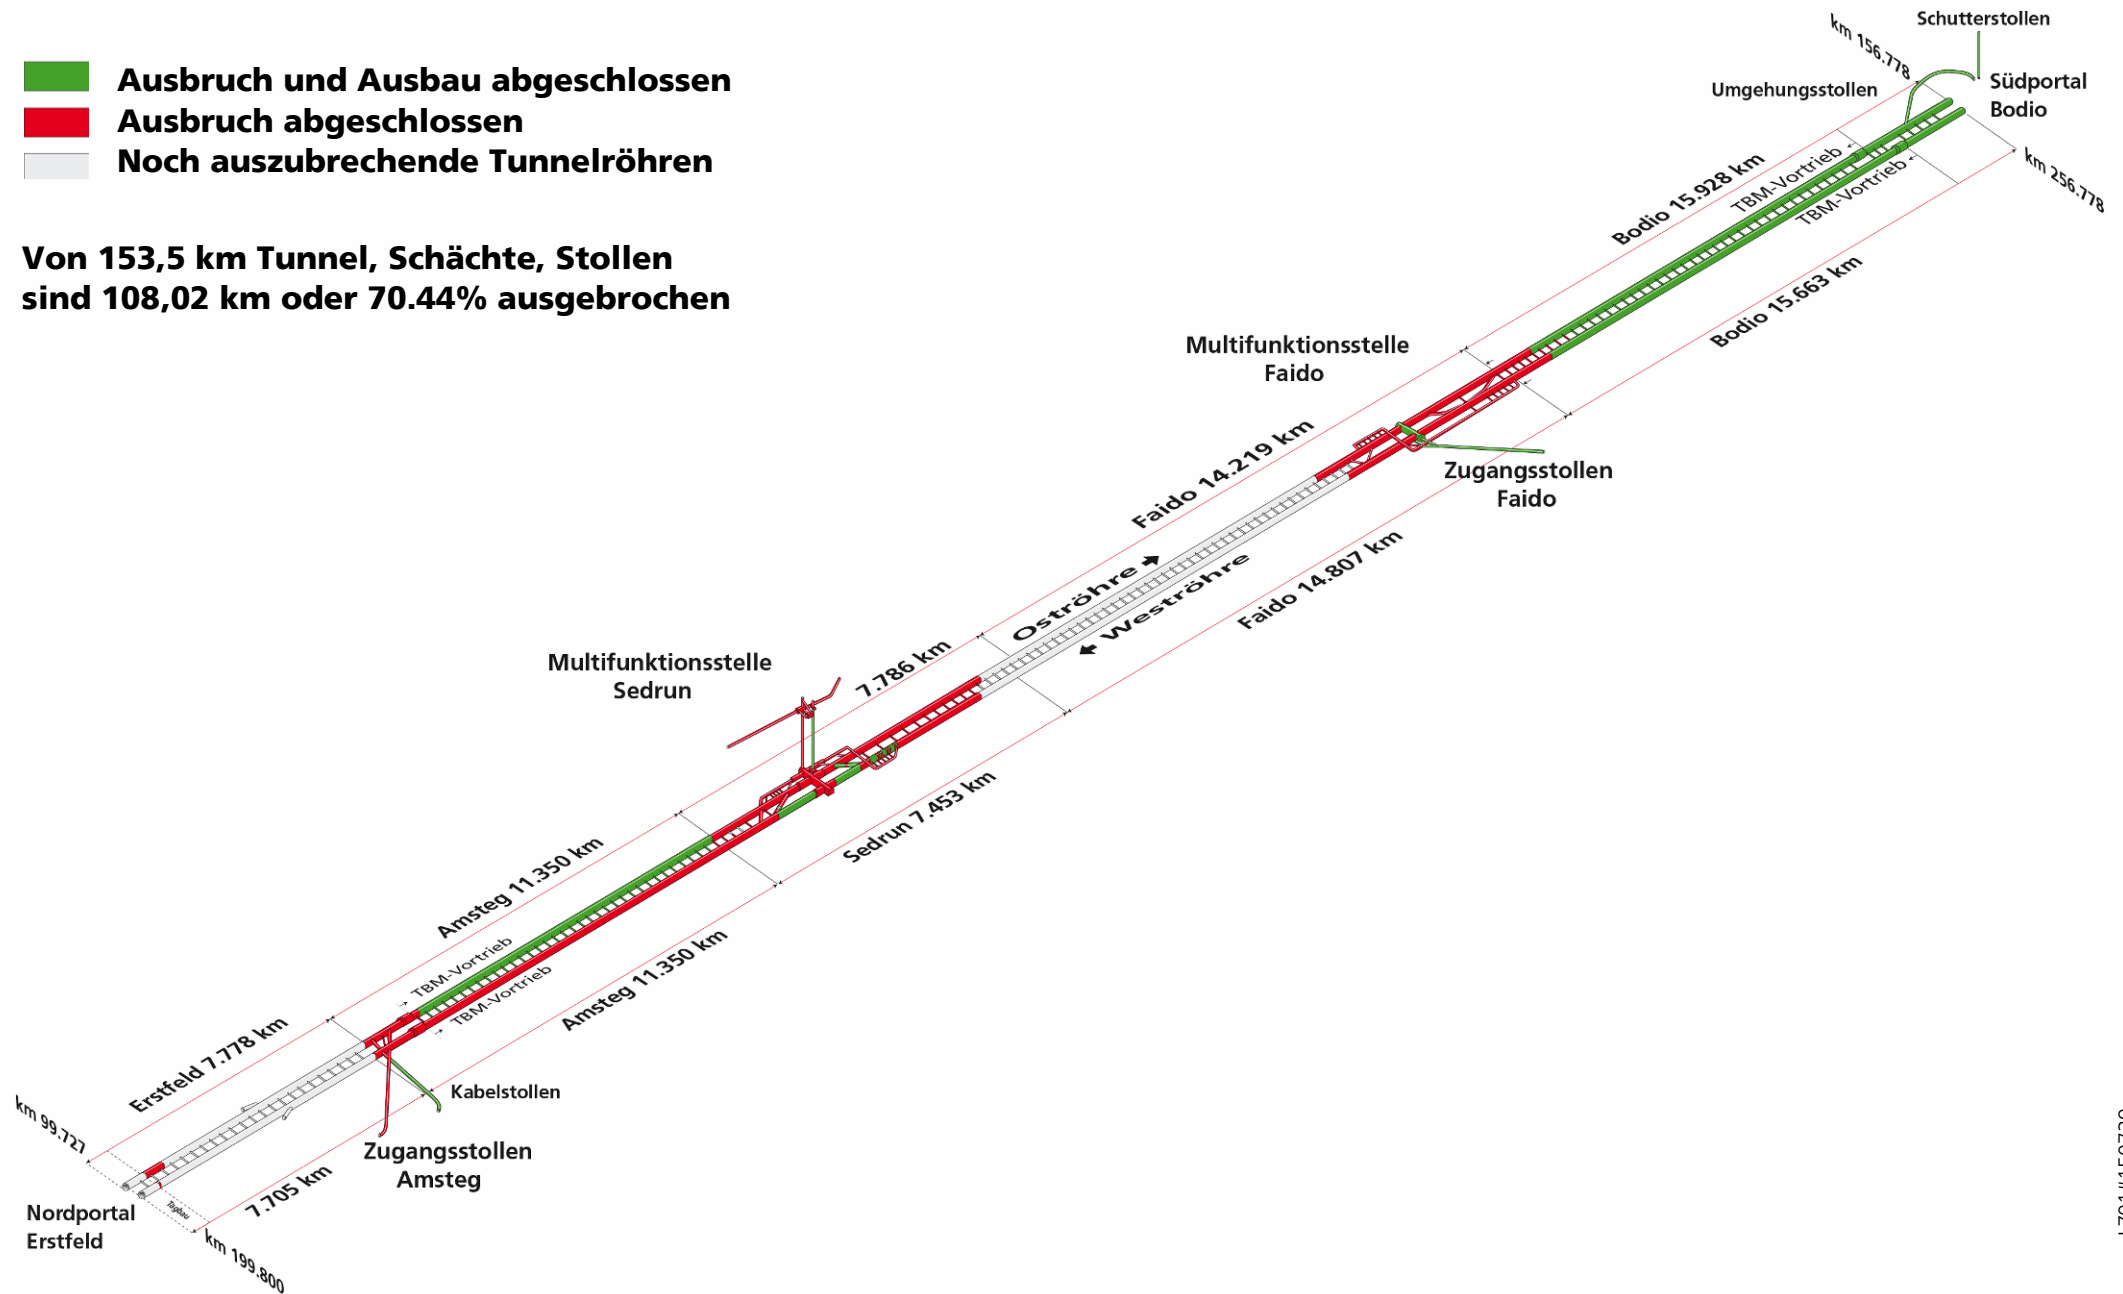 Ausbruch und Ausbau abgeschlossen
Ausbruch abgeschlossen
Noch auszubrechende Tunnelröhren
Von 153,5 km Tunnel, Schächte, Stollen
sind 108,02 km oder 70.44% ausgebrochen
Schutterstollen
km 156.778
Umgehungsstollen
Südportal
Bodio
km 256.778
TBM-Vortrieb
TBM-Vortrieb
Bodio 15.928 km
Bodio 15.663 km
Multifunktionsstelle
Faido
Zugangsstollen
Faido
Faido 14.219 km
Oströhre
Weströhre
Faido 14.807 km
Multifunktionsstelle
Sedrun
7.786 km
Sedrun 7.453 km
Amsteg 11.350 km
TBM-Vortrieb
TBM-Vortrieb
Amsteg 11.350 km
Erstfeld 7.778 km
Kabelstollen
Zugangsstollen
Amsteg
km 99.727
7.705 km
Tagbau
Nordportal
Erstfeld
km 199.800